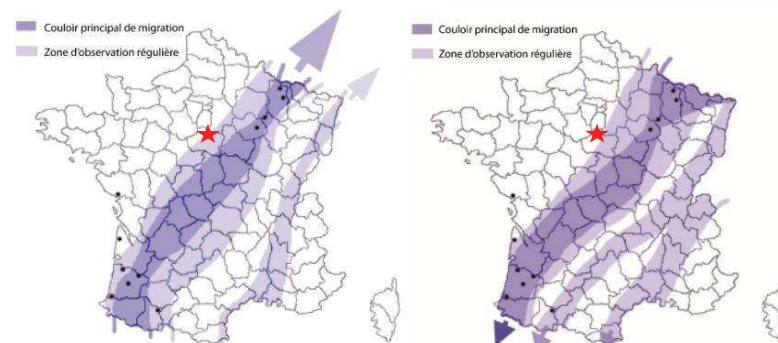 Couloir principal de migration
Zone d'observation régulière
Couloir principal de migration
Zone d'observation régulière